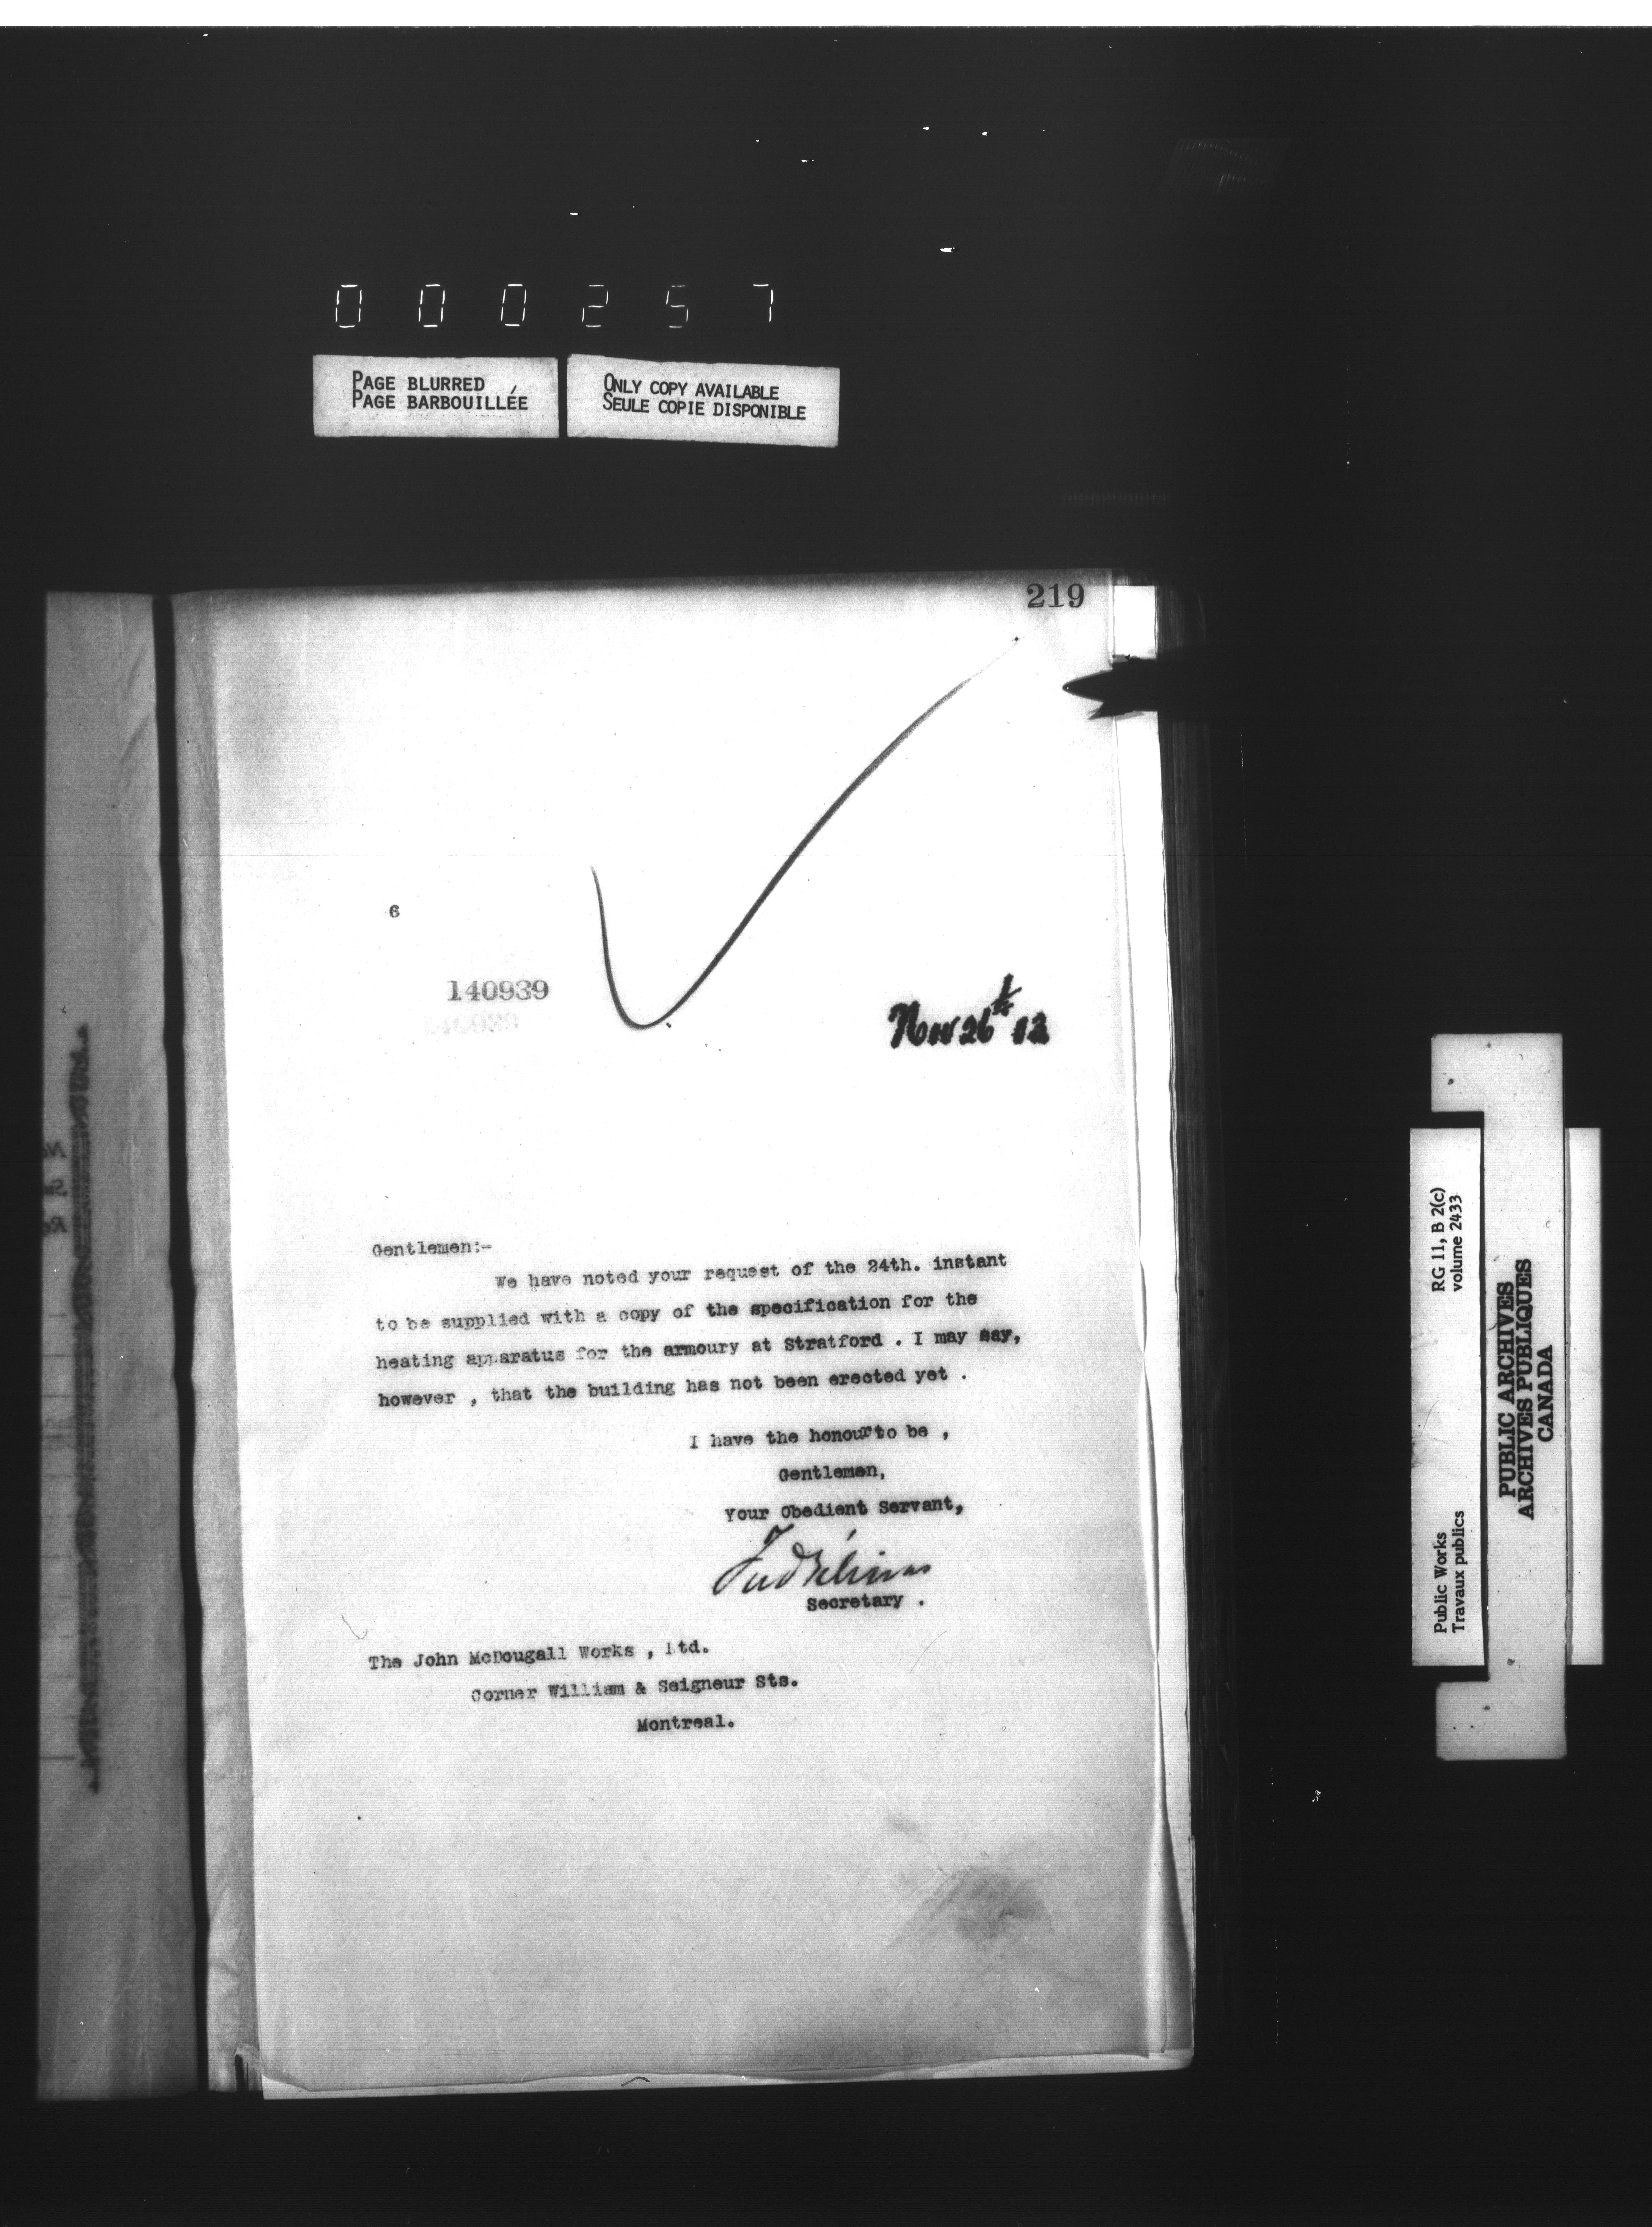 000257
PAGE BLURRED
PAGE BARBOUILLÉE
ONLY COPY AVAILABLE
SEULE COPIE DISPONIBLE
219
6
140939
Nov 26th 12
Gentlemen:-
We have noted your request of the 24th. instant
to be supplied with a copy of the specification for the
heating apparatus for the armoury at Stratford . I may say,
however , that the building has not been erected yet .
I have the honour to be ,
Gentlemen,
Your Obedient Servant,
Secretary .
The John McDougall Works , Ltd.
Corner William & Seigneur Sts.
Montreal.
RG 11, B 2(c)
volume 2433
Public Works
Travaux publics
PUBLIC ARCHIVES
ARCHIVES PUBLIQUES
CANADA